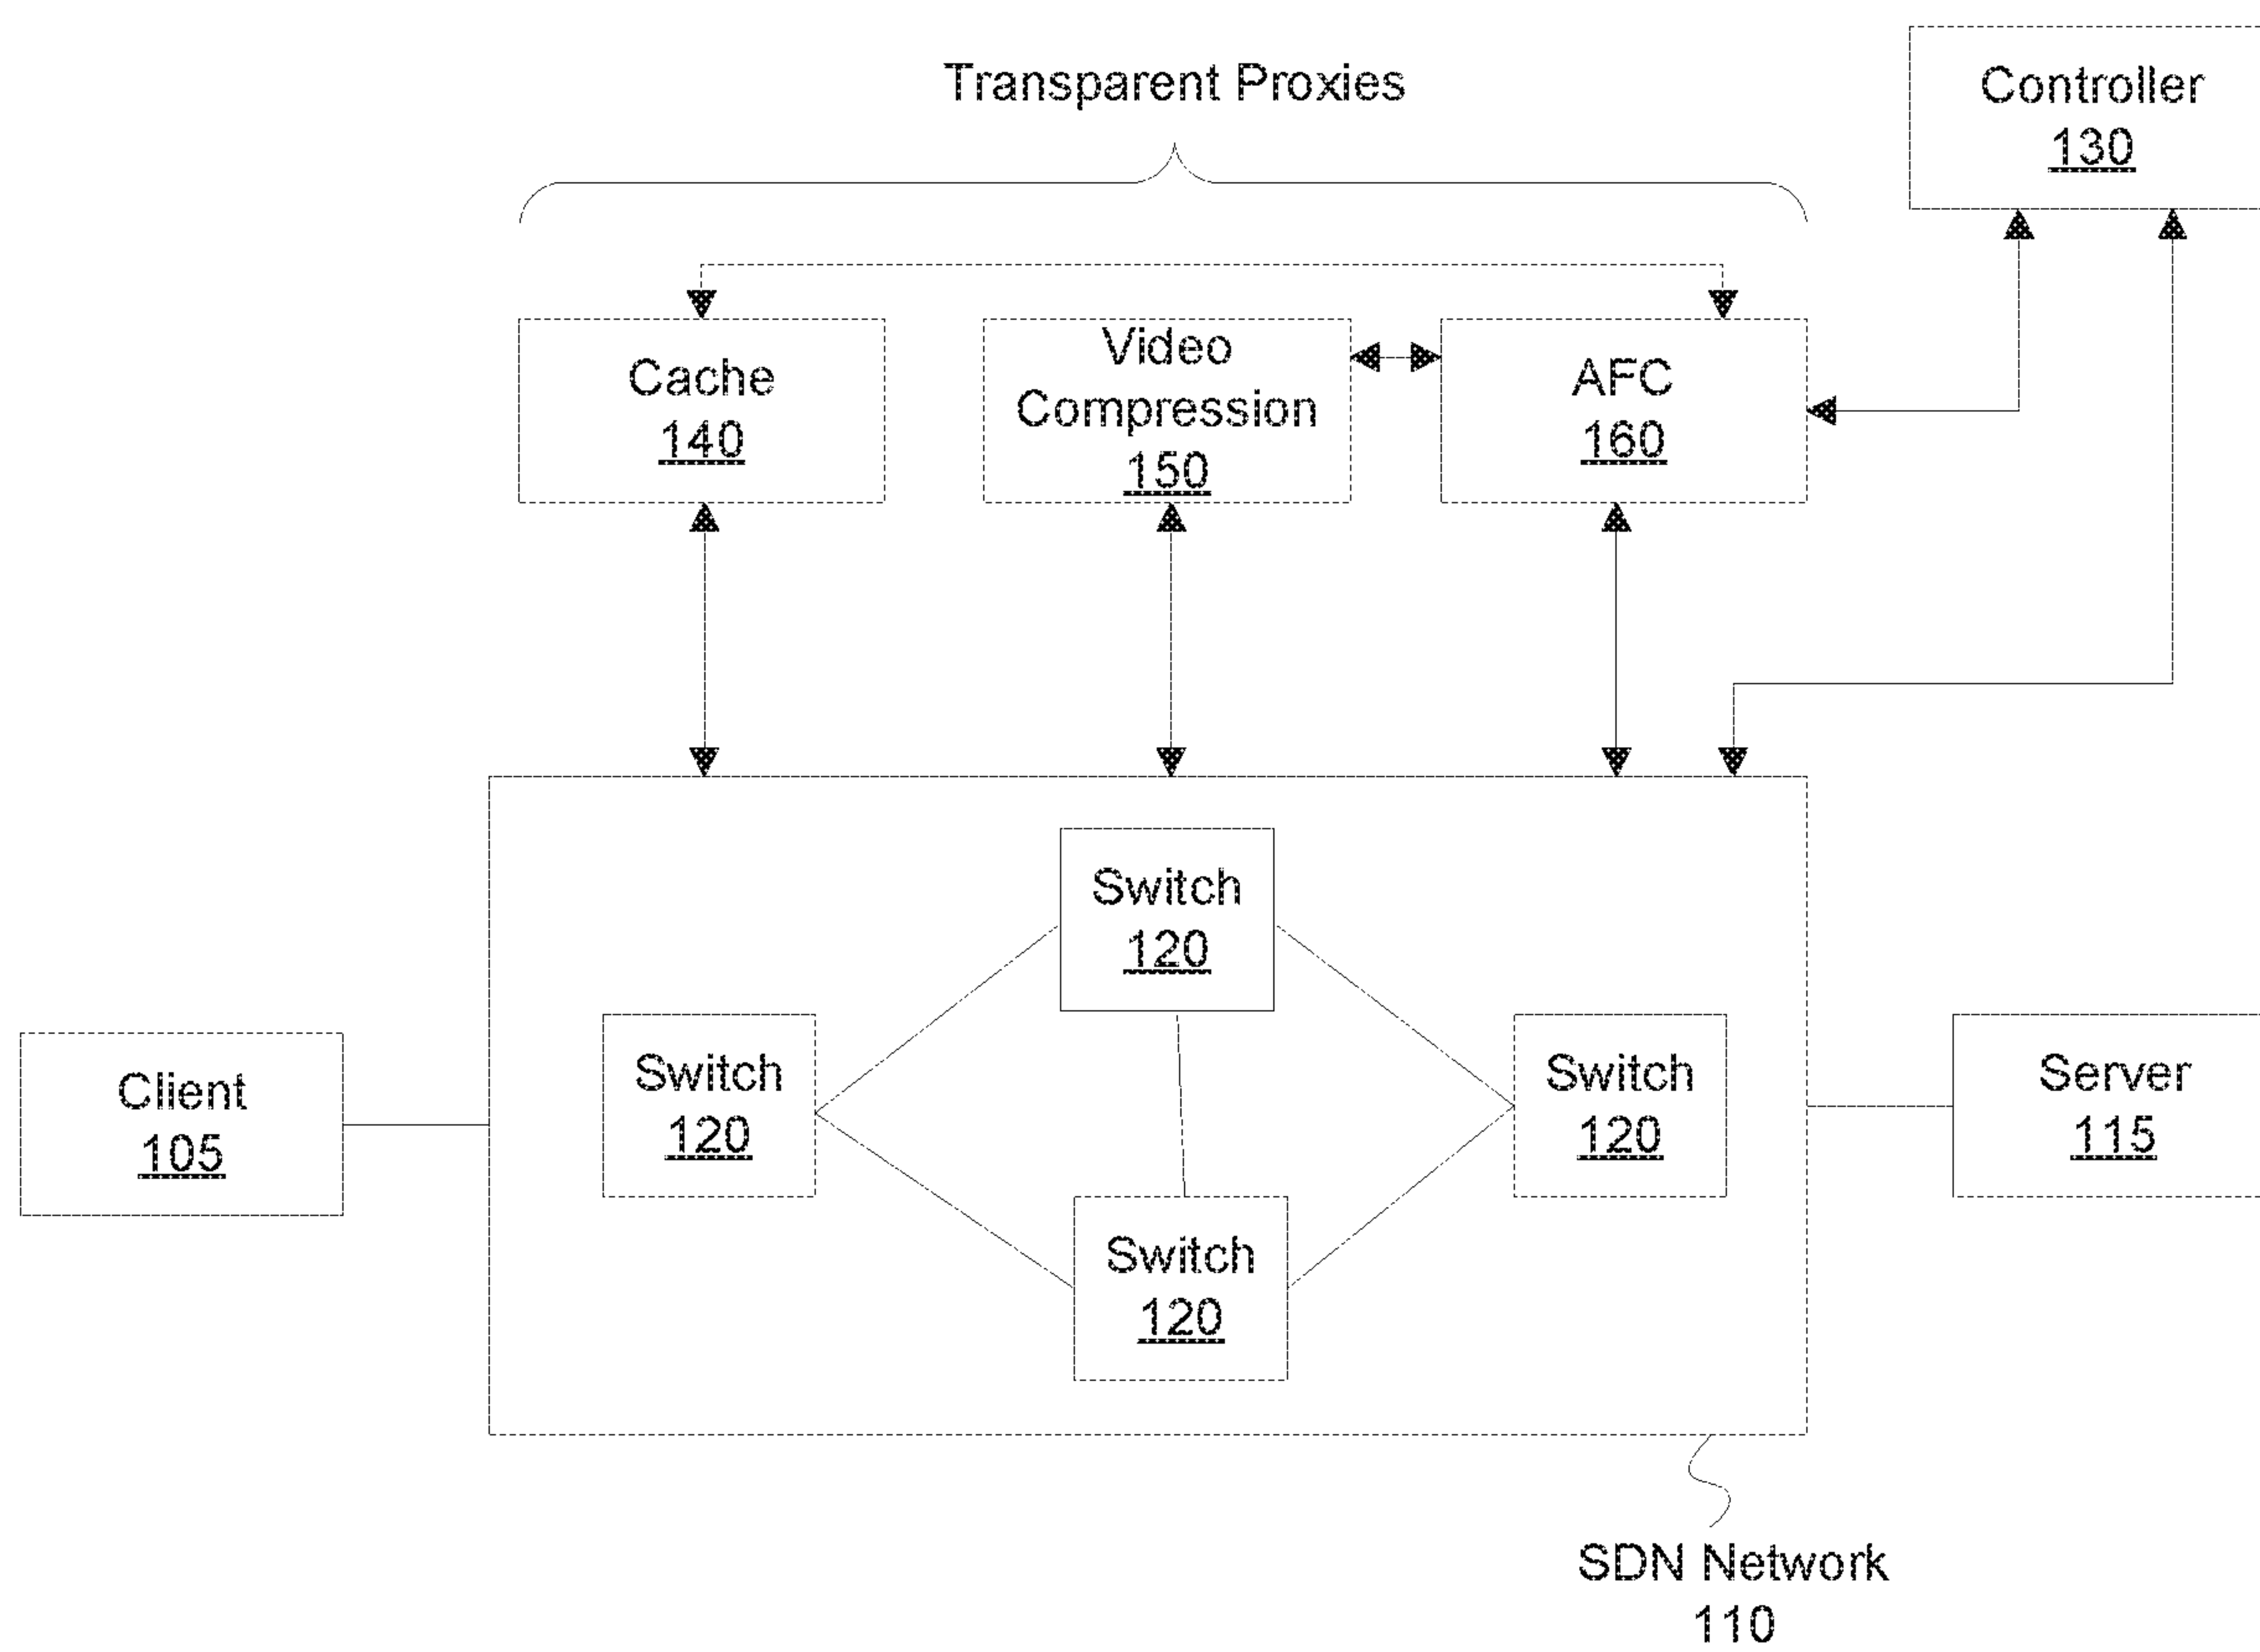 Transparent Proxies
Controller
130
Cache
140
Video
Compression
150
AFC
160
Switch
120
Client
105
Switch
120
Switch
120
Server
115
Switch
120
SDN Network
110